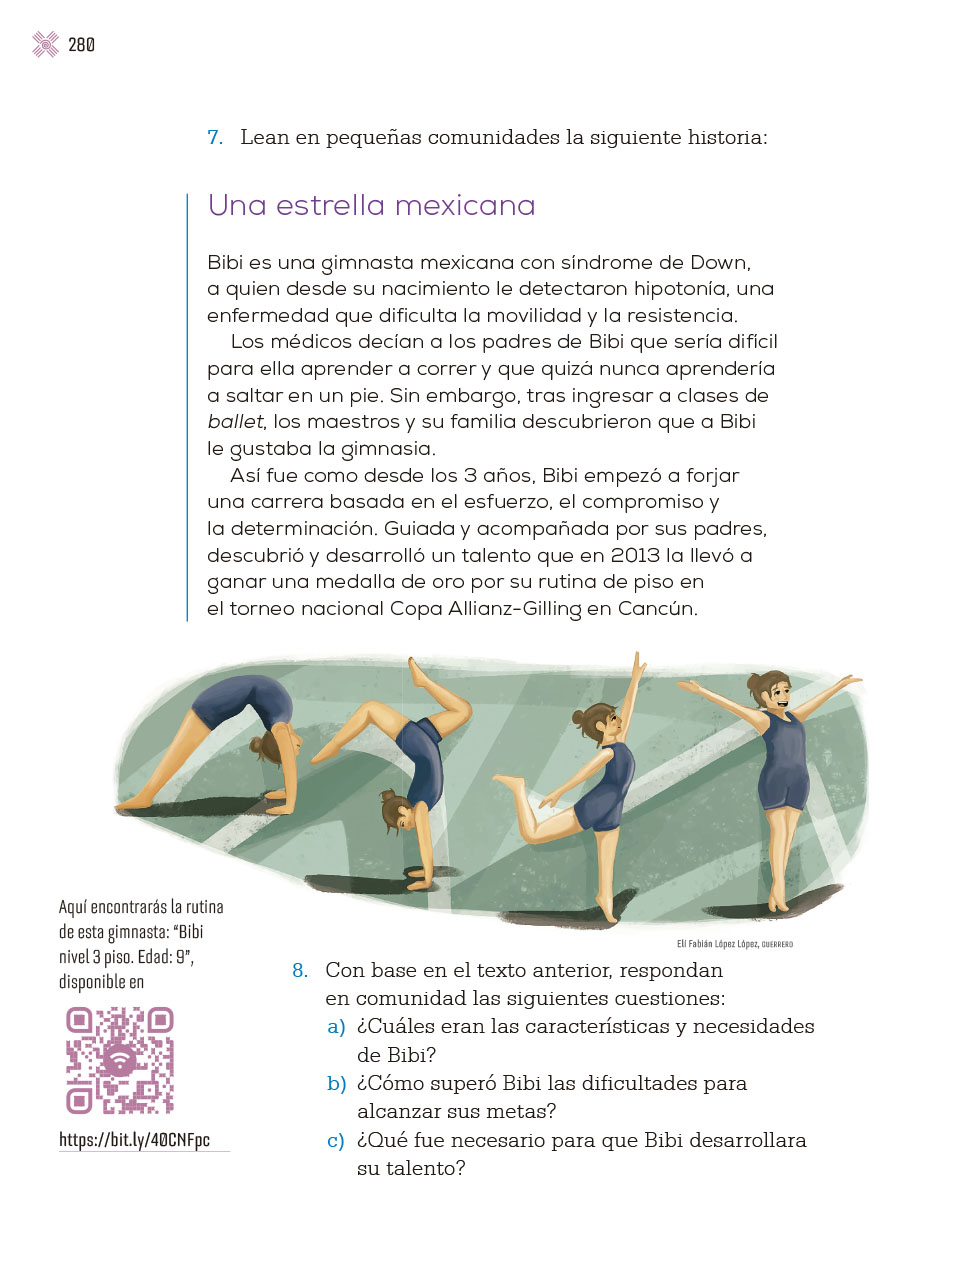 280
7. Lean en pequeñas comunidades la siguiente historia:
Una estrella mexicana
Bibi es una gimnasta mexicana con síndrome de Down,
a quien desde su nacimiento le detectaron hipotonía, una
enfermedad que dificulta la movilidad y la resistencia.
Los médicos decían a los padres de Bibi que sería difícil
para ella aprender a correr y que quizá nunca aprendería
a saltar en un pie. Sin embargo, tras ingresar a clases de
ballet, los maestros y su familia descubrieron que a Bibi
le gustaba la gimnasia.
Así fue como desde los 3 años, Bibi empezó a forjar
una carrera basada en el esfuerzo, el compromiso y
la determinación. Guiada y acompañada por sus padres,
descubrió y desarrolló un talento que en 2013 la llevó a
ganar una medalla de oro por su rutina de piso en
el torneo nacional Copa Allianz-Gilling en Cancún.
Eli Fabián López López, GUERRERO
Aquí encontrarás la rutina
de esta gimnasta: “Bibi
nivel 3 piso. Edad: 9”,
disponible en
https://bit.ly/40CNFpc
8. Con base en el texto anterior, respondan
en comunidad las siguientes cuestiones:
a) ¿Cuáles eran las características y necesidades
de Bibi?
b) ¿Cómo superó Bibi las dificultades para
alcanzar sus metas?
c) ¿Qué fue necesario para que Bibi desarrollara
su talento?